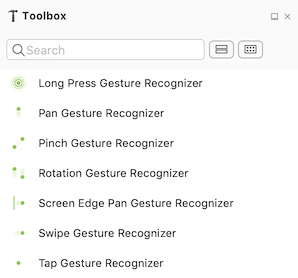 Toolbox
Search
Long Press Gesture Recognizer
Pan Gesture Recognizer
Pinch Gesture Recognizer
Rotation Gesture Recognizer
Screen Edge Pan Gesture Recognizer
Swipe Gesture Recognizer
Tap Gesture Recognizer